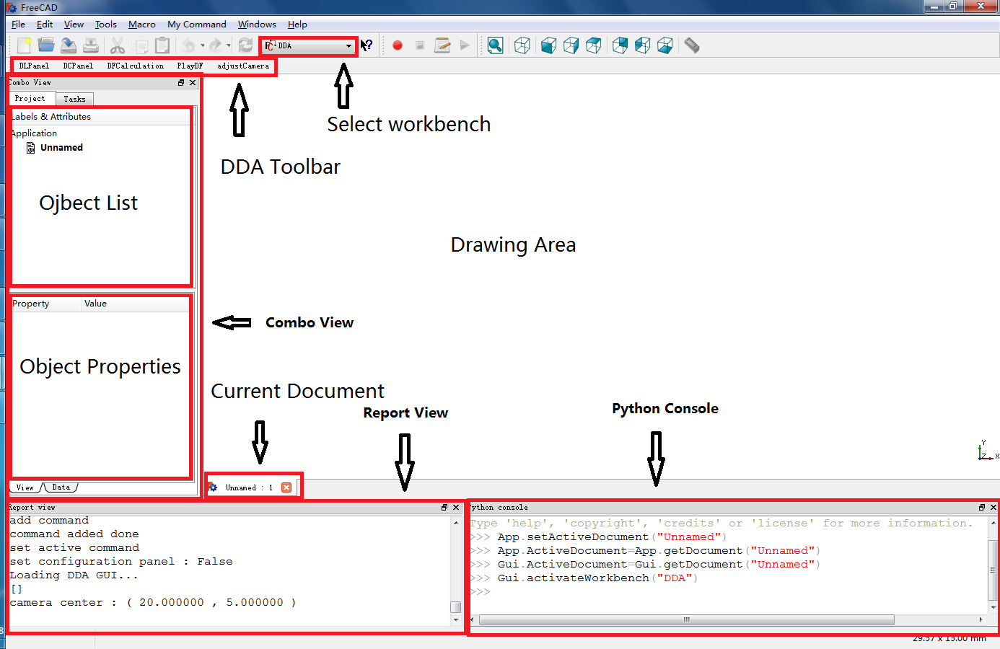 FreeCAD
File Edit View Tools Macro My Command Windows Help
DDA
DLPanel DCPanel DFCalculation PlayDF adjustCamera
Combo View
Project Tasks
Select workbench
Labels & Attributes
Application
Unnamed
DDA Toolbar
Ojbect List
Drawing Area
Property Value
Combo View
Object Properties
Current Document
Report View
Python Console
Y
Z X
View Data
Unnamed : 1
Report view
add command
command added done
set active command
set configuration panel : False
Loading DDA GUI...
[]
camera center : ( 20.000000 , 5.000000 )
Python console
Type 'help', 'copyright', 'credits' or 'license' for more information.
>>> App.setActiveDocument("Unnamed")
>>> App.ActiveDocument=App.getDocument("Unnamed")
>>> Gui.ActiveDocument=Gui.getDocument("Unnamed")
>>> Gui.activateWorkbench("DDA")
>>>
29.57 x 15.00 mm